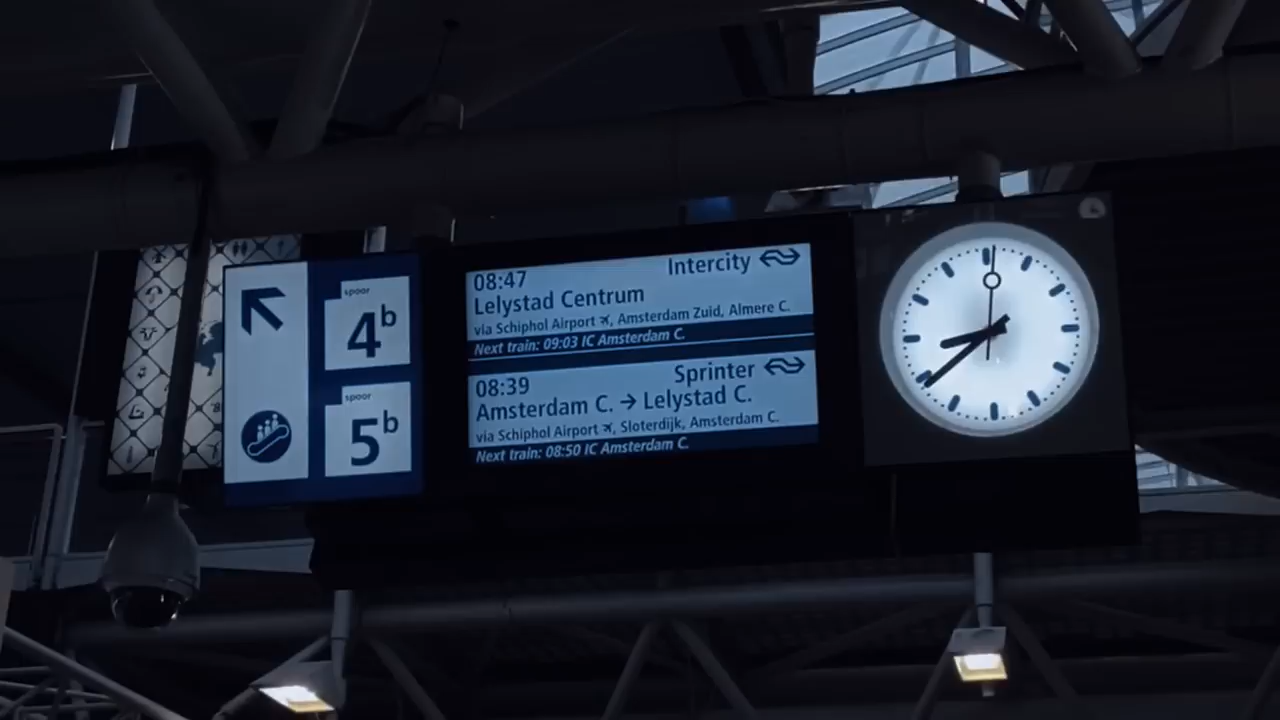 spoor
4b
spoor
5b
08:47 Intercity
Lelystad Centrum
via Schiphol Airport ✈, Amsterdam Zuid, Almere C.
Next train: 09:03 IC Amsterdam C.
08:39 Sprinter
Amsterdam C. → Lelystad C.
via Schiphol Airport ✈, Sloterdijk, Amsterdam C.
Next train: 08:50 IC Amsterdam C.